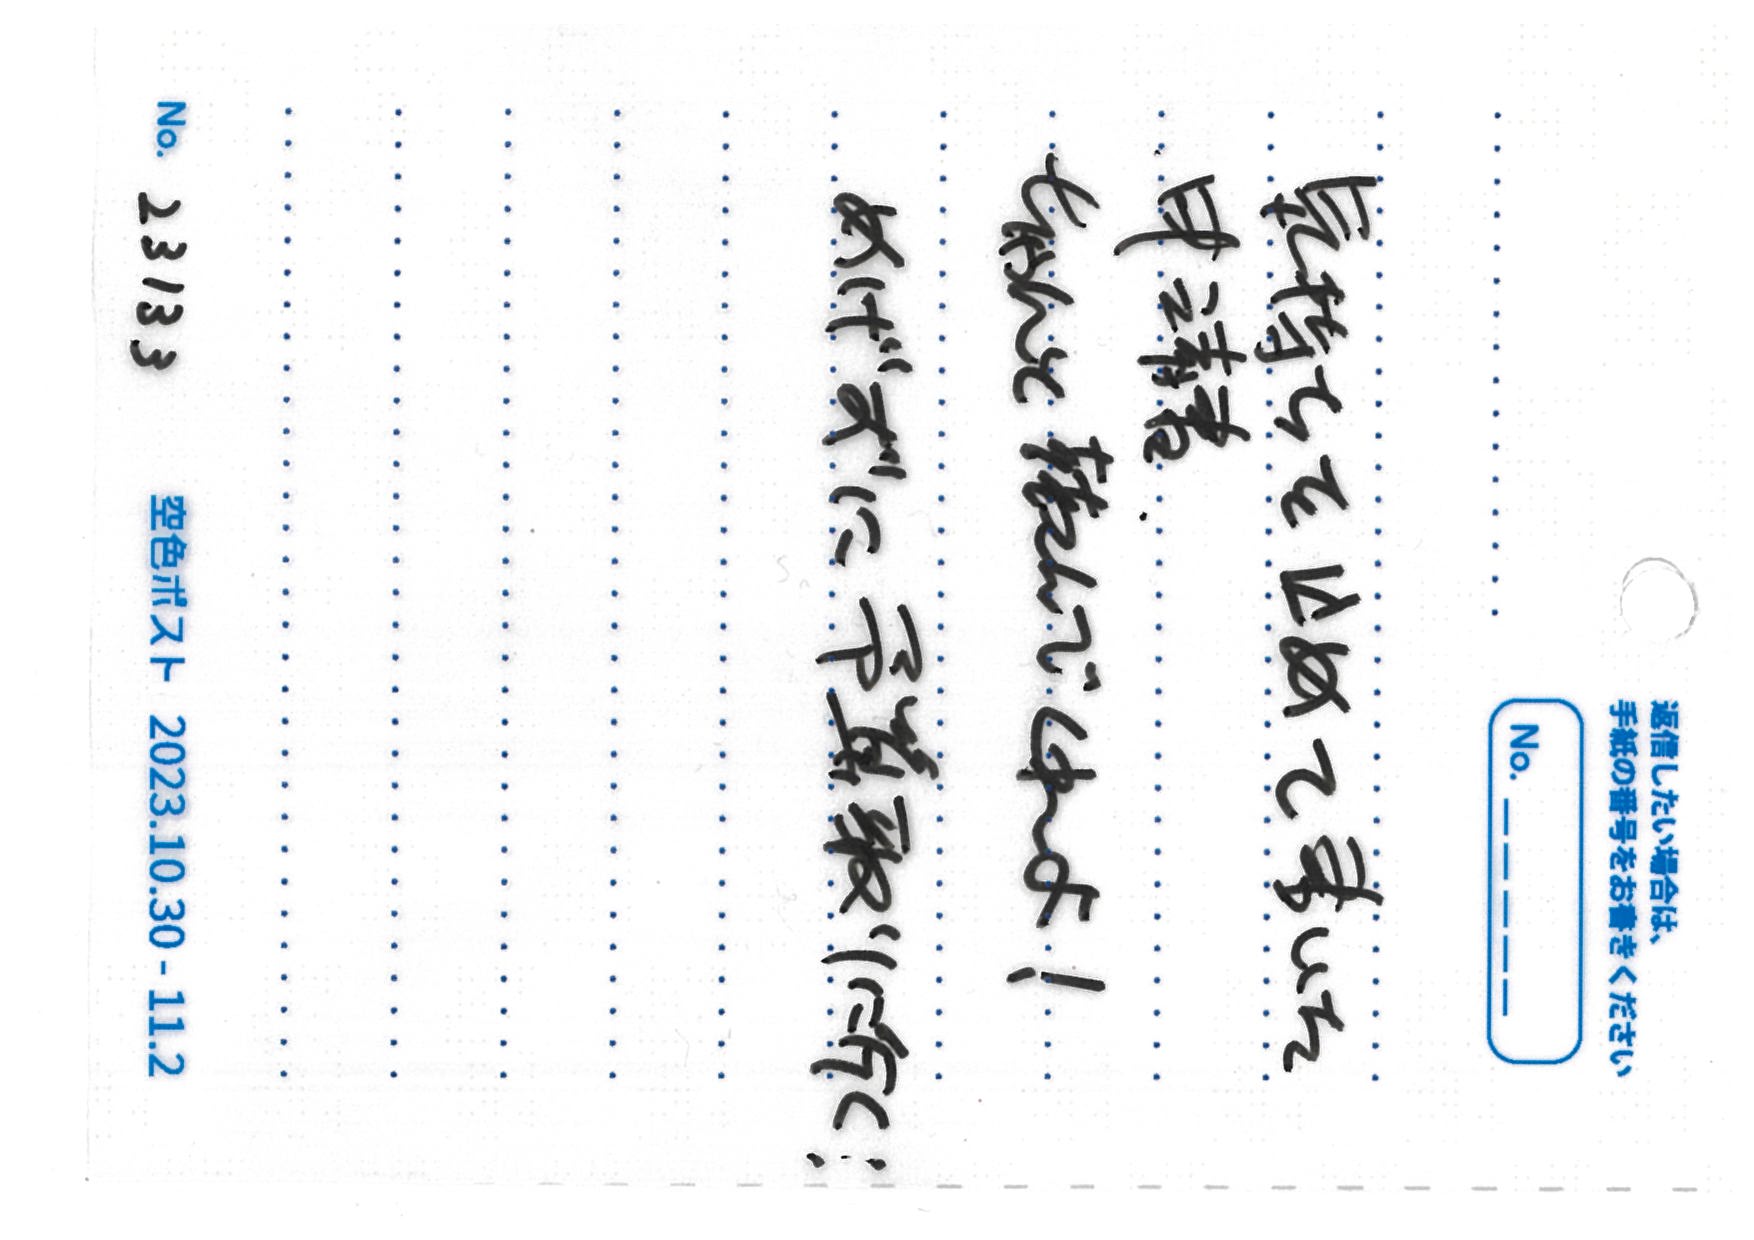 返信したい場合は、
手紙の番号をお書きください
No. _ _ _ _ _
気持ちを止めて書いた
申請書.
ちゃんと読んでくれよ!
めげずに予算取りに行く!
No. 23133
空色ポスト 2023.10.30 - 11.2